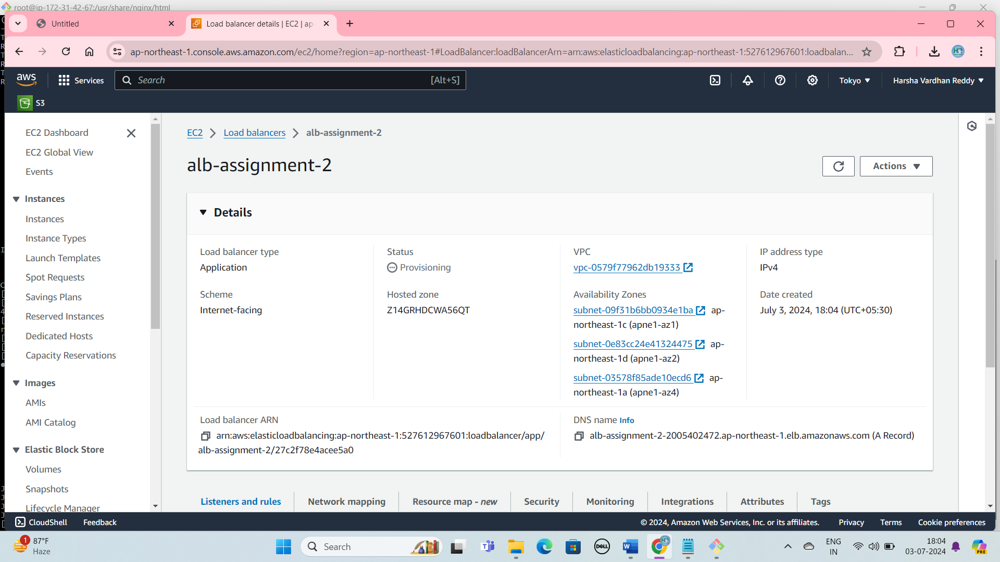 root@ip-172-31-42-67:/usr/share/nginx/html
Untitled
Load balancer details | EC2 | ap-
ap-northeast-1.console.aws.amazon.com/ec2/home?region=ap-northeast-1#LoadBalancer:loadBalancerArn=arn:aws:elasticloadbalancing:ap-northeast-1:527612967601:loadbalan...
aws
Services
Search
[Alt+S]
Tokyo
Harsha Vardhan Reddy
S3
EC2 Dashboard
EC2 Global View
Events
Instances
Instances
Instance Types
Launch Templates
Spot Requests
Savings Plans
Reserved Instances
Dedicated Hosts
Capacity Reservations
Images
AMIs
AMI Catalog
Elastic Block Store
Volumes
Snapshots
Lifecycle Manager
EC2
Load balancers
alb-assignment-2
alb-assignment-2
Actions
Details
Load balancer type
Application
Status
Provisioning
VPC
vpc-0579f77962db19333
IP address type
IPv4
Scheme
Internet-facing
Hosted zone
Z14GRHDCWA56QT
Availability Zones
subnet-09f31b6bb0934e1ba ap-
northeast-1c (apne1-az1)
subnet-0e83cc24e41324475 ap-
northeast-1d (apne1-az2)
subnet-03578f85ade10ecd6 ap-
northeast-1a (apne1-az4)
Date created
July 3, 2024, 18:04 (UTC+05:30)
Load balancer ARN
arn:aws:elasticloadbalancing:ap-northeast-1:527612967601:loadbalancer/app/
alb-assignment-2/27c2f78e4acee5a0
DNS name Info
alb-assignment-2-2005402472.ap-northeast-1.elb.amazonaws.com (A Record)
Listeners and rules
Network mapping
Resource map - new
Security
Monitoring
Integrations
Attributes
Tags
CloudShell
Feedback
© 2024, Amazon Web Services, Inc. or its affiliates.
Privacy
Terms
Cookie preferences
1
87°F
Haze
Search
DELL
ENG
IN
18:04
03-07-2024
PRE